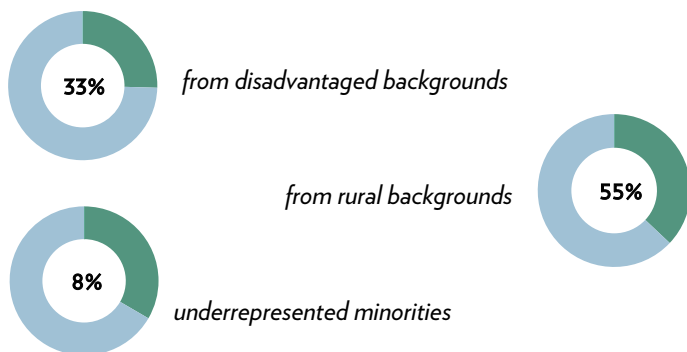 33%
from disadvantaged backgrounds
from rural backgrounds
55%
8%
underrepresented minorities